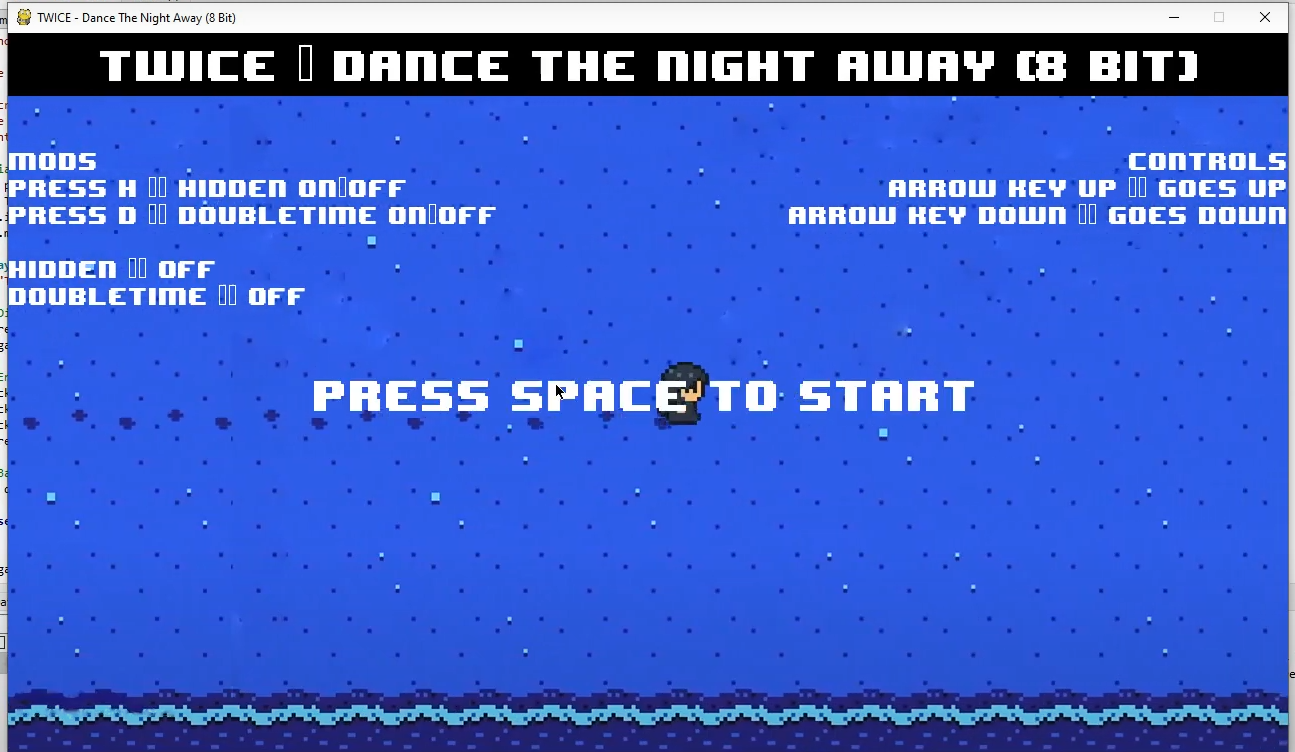 TWICE - Dance The Night Away (8 Bit)
TWICE ▯ DANCE THE NIGHT AWAY (8 BIT)
MODS
PRESS H ▯▯ HIDDEN ON▯OFF
PRESS D ▯▯ DOUBLETIME ON▯OFF
HIDDEN ▯▯ OFF
DOUBLETIME ▯▯ OFF
CONTROLS
ARROW KEY UP ▯▯ GOES UP
ARROW KEY DOWN ▯▯ GOES DOWN
PRESS SPACE TO START